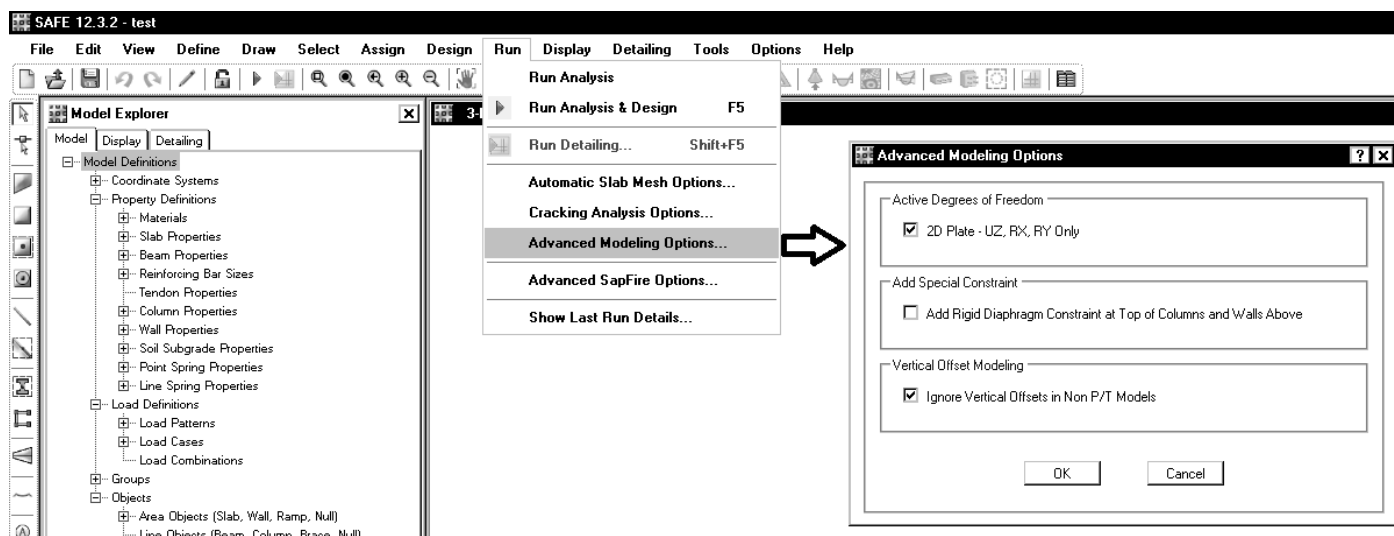 SAFE 12.3.2 - test
File Edit View Define Draw Select Assign Design Run Display Detailing Tools Options Help
Run Analysis
Run Analysis & Design F5
Run Detailing... Shift+F5
Automatic Slab Mesh Options...
Cracking Analysis Options...
Advanced Modeling Options...
Advanced SapFire Options...
Show Last Run Details...
Model Explorer
Model Display Detailing
Model Definitions
Coordinate Systems
Property Definitions
Materials
Slab Properties
Beam Properties
Reinforcing Bar Sizes
Tendon Properties
Column Properties
Wall Properties
Soil Subgrade Properties
Point Spring Properties
Line Spring Properties
Load Definitions
Load Patterns
Load Cases
Load Combinations
Groups
Objects
Area Objects (Slab, Wall, Ramp, Null)
Line Objects (Beam, Column, Brace, Null)
Advanced Modeling Options
Active Degrees of Freedom
2D Plate - UZ, RX, RY Only
Add Special Constraint
Add Rigid Diaphragm Constraint at Top of Columns and Walls Above
Vertical Offset Modeling
Ignore Vertical Offsets in Non P/T Models
OK Cancel